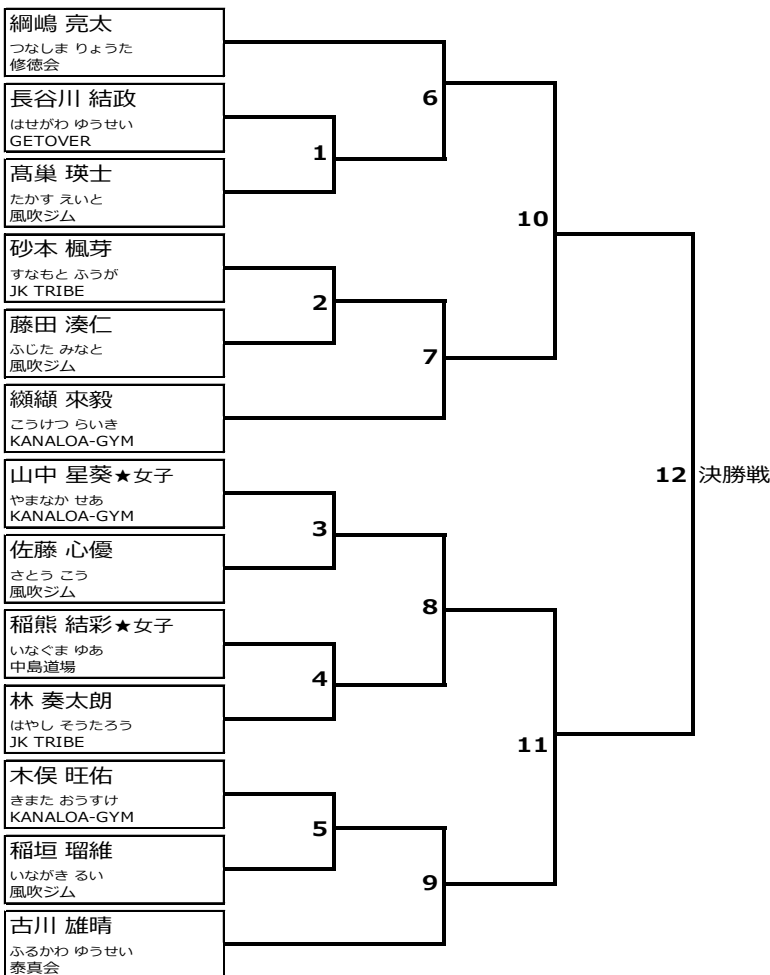 綱嶋 亮太
つなしま りょうた
修徳会
長谷川 結政
はせがわ ゆうせい
GETOVER
髙巣 瑛士
たかす えいと
風吹ジム
砂本 楓芽
すなもと ふうが
JK TRIBE
藤田 湊仁
ふじた みなと
風吹ジム
纐纈 來毅
こうけつ らいき
KANALOA-GYM
山中 星葵★女子
やまなか せあ
KANALOA-GYM
佐藤 心優
さとう こう
風吹ジム
稲熊 結彩★女子
いなぐま ゆあ
中島道場
林 奏太朗
はやし そうたろう
JK TRIBE
木俣 旺佑
きまた おうすけ
KANALOA-GYM
稲垣 瑠維
いながき るい
風吹ジム
古川 雄晴
ふるかわ ゆうせい
泰真会
1
2
3
4
5
6
7
8
9
10
11
12 決勝戦